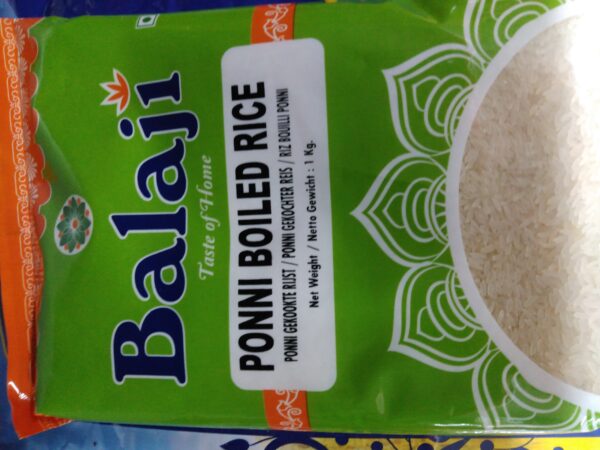 Balaji
Taste of Home
PONNI BOILED RICE
PONNI GEKOOKTE RIJST / PONNI GEKOCHTER REIS / RIZ BOUILLI PONNI
Net Weight / Netto Gewicht : 1 Kg.